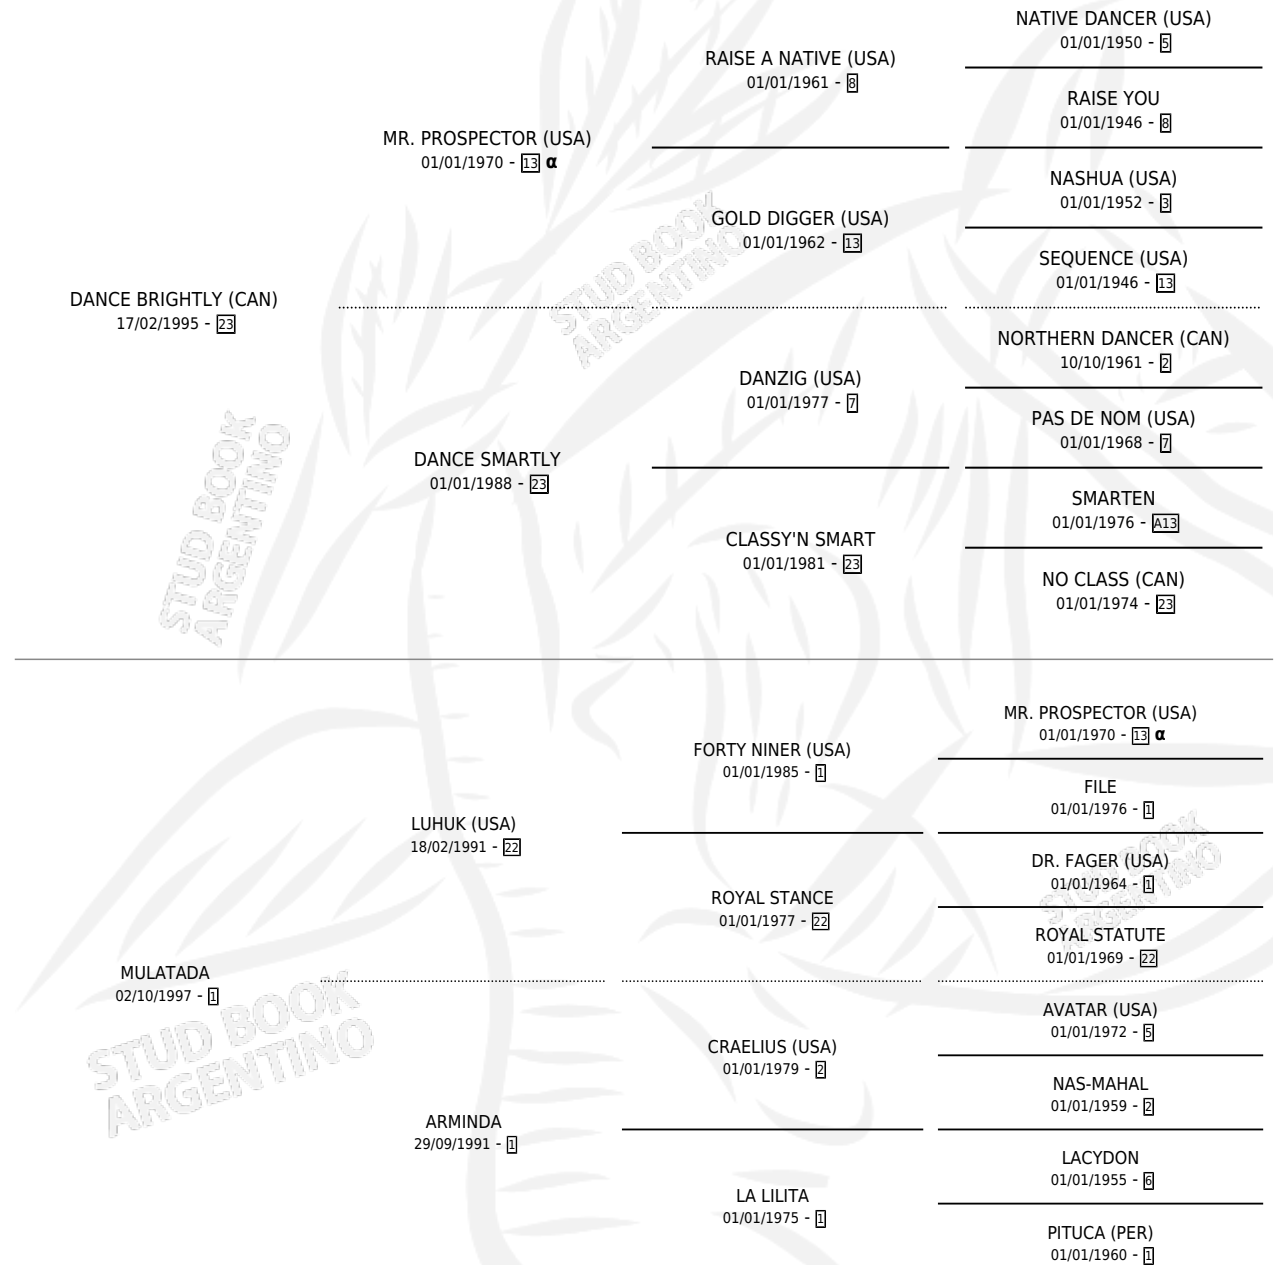 NATIVE DANCER (USA)
01/01/1950 - 5
RAISE A NATIVE (USA)
01/01/1961 - 8
RAISE YOU
01/01/1946 - 8
MR. PROSPECTOR (USA)
01/01/1970 - 13 α
NASHUA (USA)
01/01/1952 - 3
GOLD DIGGER (USA)
01/01/1962 - 13
SEQUENCE (USA)
01/01/1946 - 13
DANCE BRIGHTLY (CAN)
17/02/1995 - 23
NORTHERN DANCER (CAN)
10/10/1961 - 2
DANZIG (USA)
01/01/1977 - 7
PAS DE NOM (USA)
01/01/1968 - 7
DANCE SMARTLY
01/01/1988 - 23
SMARTEN
01/01/1976 - A13
CLASSY'N SMART
01/01/1981 - 23
NO CLASS (CAN)
01/01/1974 - 23
MR. PROSPECTOR (USA)
01/01/1970 - 13 α
FORTY NINER (USA)
01/01/1985 - 1
FILE
01/01/1976 - 1
LUHUK (USA)
18/02/1991 - 22
DR. FAGER (USA)
01/01/1964 - 1
ROYAL STANCE
01/01/1977 - 22
ROYAL STATUTE
01/01/1969 - 22
MULATADA
02/10/1997 - 1
AVATAR (USA)
01/01/1972 - 5
CRAELIUS (USA)
01/01/1979 - 2
NAS-MAHAL
01/01/1959 - 2
ARMINDA
29/09/1991 - 1
LACYDON
01/01/1955 - 6
LA LILITA
01/01/1975 - 1
PITUCA (PER)
01/01/1960 - 1
STUD BOOK
ARGENTINO
STUD BOOK
ARGENTINO
STUD BOOK
ARGENTINO
STUD BOOK
ARGENTINO